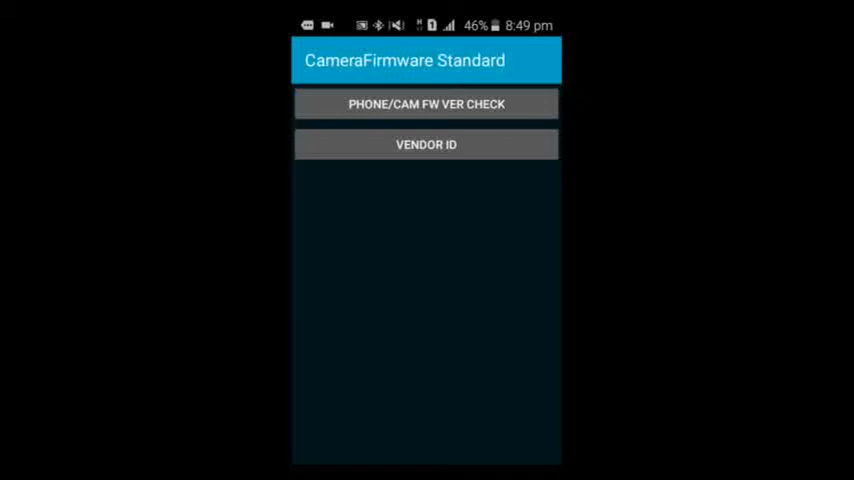 46% 8:49 pm
CameraFirmware Standard
PHONE/CAM FW VER CHECK
VENDOR ID